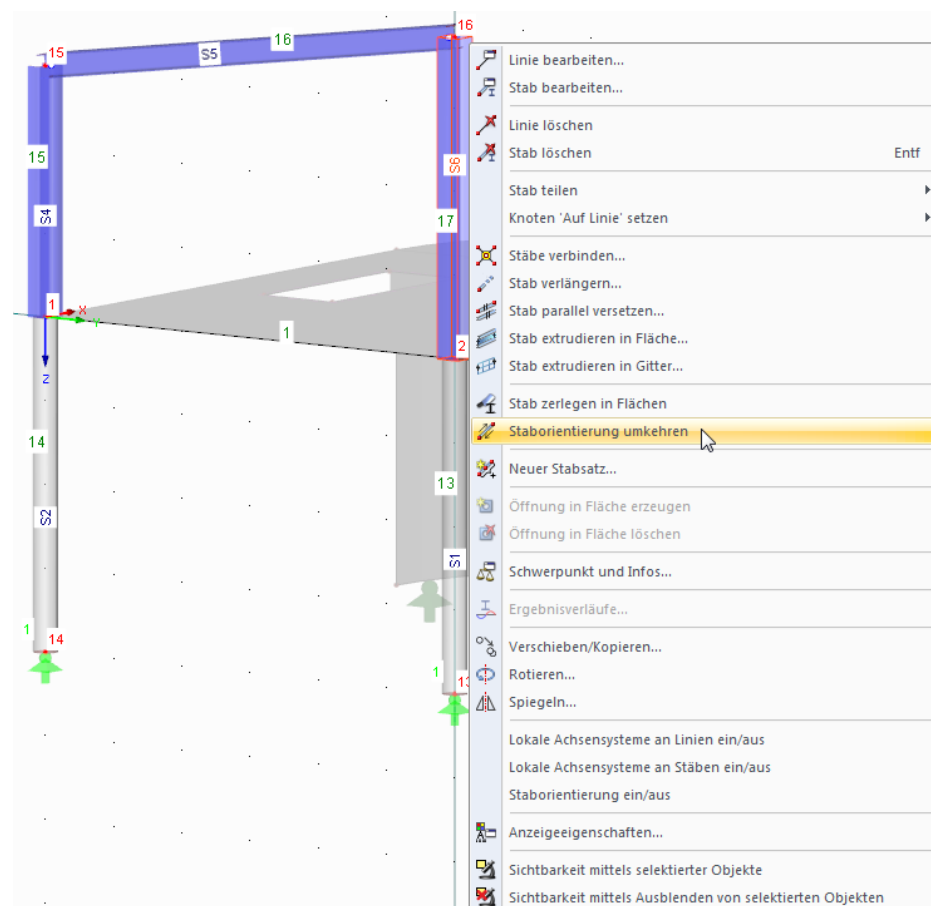 16
15
16
S5
15
S6
S4
17
1
X
Y
1
2
Z
14
13
S2
S1
1
14
1
13
Linie bearbeiten...
Stab bearbeiten...
Linie löschen
Stab löschen Entf
Stab teilen
Knoten 'Auf Linie' setzen
Stäbe verbinden...
Stab verlängern...
Stab parallel versetzen...
Stab extrudieren in Fläche...
Stab extrudieren in Gitter...
Stab zerlegen in Flächen
Staborientierung umkehren
Neuer Stabsatz...
Öffnung in Fläche erzeugen
Öffnung in Fläche löschen
Schwerpunkt und Infos...
Ergebnisverläufe...
Verschieben/Kopieren...
Rotieren...
Spiegeln...
Lokale Achsensysteme an Linien ein/aus
Lokale Achsensysteme an Stäben ein/aus
Staborientierung ein/aus
Anzeigeeigenschaften...
Sichtbarkeit mittels selektierter Objekte
Sichtbarkeit mittels Ausblenden von selektierten Objekten